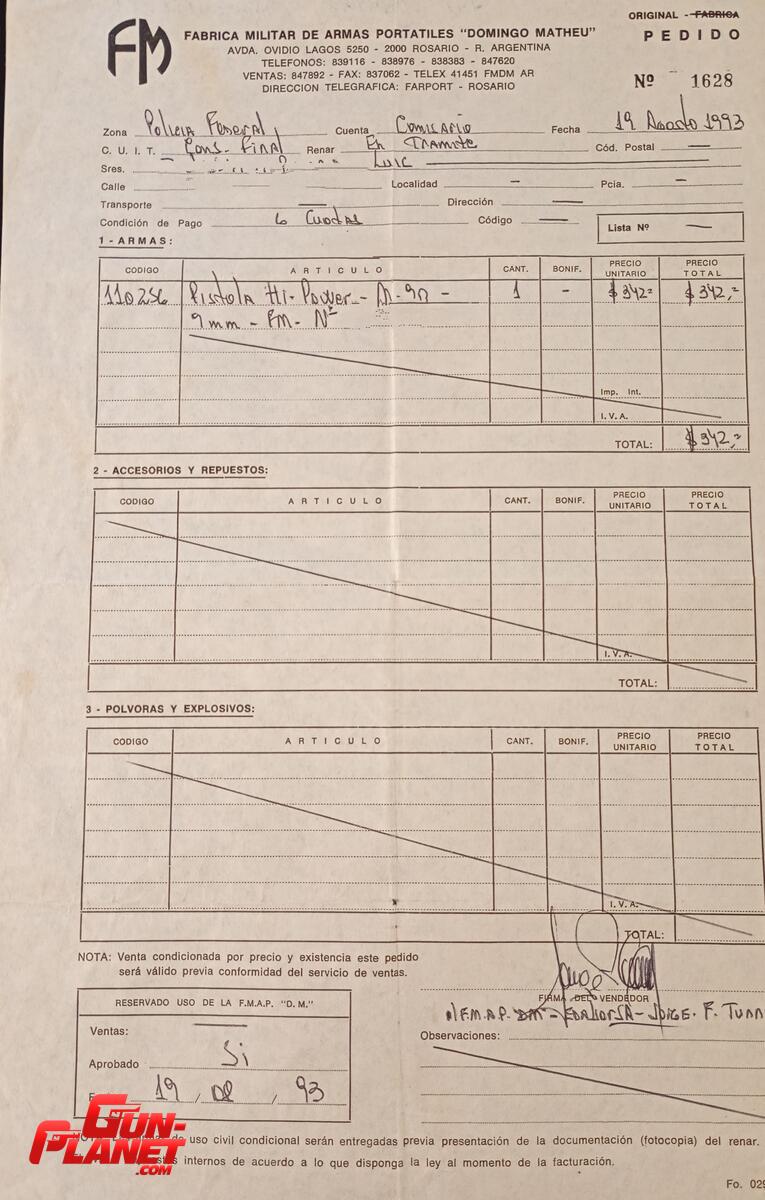 ORIGINAL - FABRICA
FM
FABRICA MILITAR DE ARMAS PORTATILES "DOMINGO MATHEU"
PEDIDO
AVDA. OVIDIO LAGOS 5250 - 2000 ROSARIO - R. ARGENTINA
TELEFONOS: 839116 - 838976 - 838383 - 847620
VENTAS: 847892 - FAX: 837062 - TELEX 41451 FMDM AR
Nº 1628
DIRECCION TELEGRAFICA: FARPORT - ROSARIO
Zona Policia Federal Cuenta Comisario Fecha 19 Agosto 1993
C. U. I. T. Cons. Final Renar En Tramite Cód. Postal —
Sres. Luis —
Calle Localidad — Pcia. —
Transporte — Dirección —
Condición de Pago 6 Cuotas Código — Lista Nº —
1 - ARMAS:
CODIGO ARTICULO CANT. BONIF. PRECIO UNITARIO PRECIO TOTAL
110256 Pistola Hi-Power - M-90 - 1 - $ 342= $ 342,=
9 mm - FM - Nº
Imp. Int.
I.V.A.
TOTAL: $ 342,=
2 - ACCESORIOS Y REPUESTOS:
CODIGO ARTICULO CANT. BONIF. PRECIO UNITARIO PRECIO TOTAL
I.V.A.
TOTAL:
3 - POLVORAS Y EXPLOSIVOS:
CODIGO ARTICULO CANT. BONIF. PRECIO UNITARIO PRECIO TOTAL
I.V.A.
TOTAL:
NOTA: Venta condicionada por precio y existencia este pedido
será válido previa conformidad del servicio de ventas.
RESERVADO USO DE LA F.M.A.P. "D.M."
FIRMA DEL VENDEDOR
F.M.A.P. DM - - JORGE. F.
Ventas: —
Observaciones:
Aprobado Si
19, 08, 93
GUN-PLANET.COM
de uso civil condicional serán entregadas previa presentación de la documentación (fotocopia) del renar.
internos de acuerdo a lo que disponga la ley al momento de la facturación.
Fo. 029